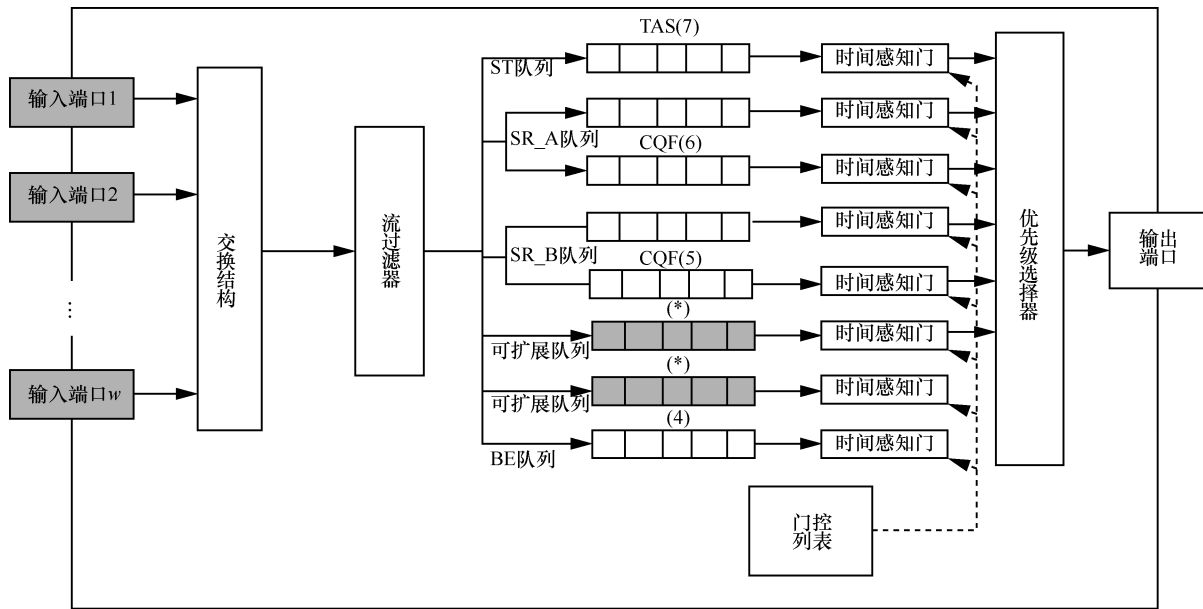 TAS(7)
ST队列
时间感知门
输入端口1
时间感知门
SR_A队列
CQF(6)
时间感知门
输入端口2
时间感知门
SR_B队列
CQF(5)
时间感知门
(*)
可扩展队列
时间感知门
(*)
可扩展队列
时间感知门
(4)
BE队列
时间感知门
…
输入端口w
交换结构
流过滤器
优先级选择器
输出
端口
门控
列表